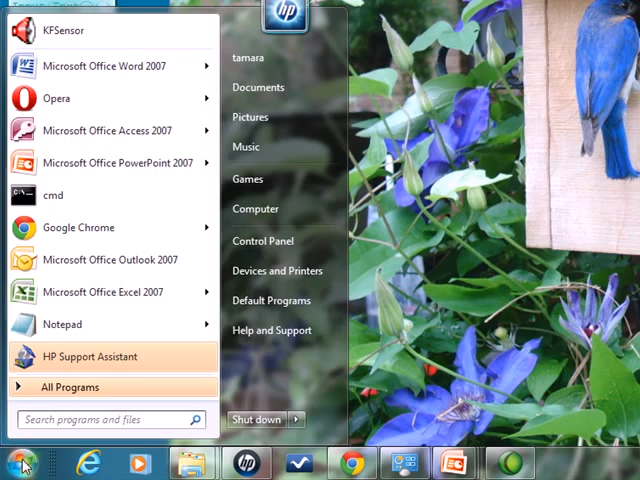 KFSensor
Microsoft Office Word 2007
Opera
Microsoft Office Access 2007
Microsoft Office PowerPoint 2007
cmd
Google Chrome
Microsoft Office Outlook 2007
Microsoft Office Excel 2007
Notepad
HP Support Assistant
All Programs
Search programs and files
hp
tamara
Documents
Pictures
Music
Games
Computer
Control Panel
Devices and Printers
Default Programs
Help and Support
Shut down
hp